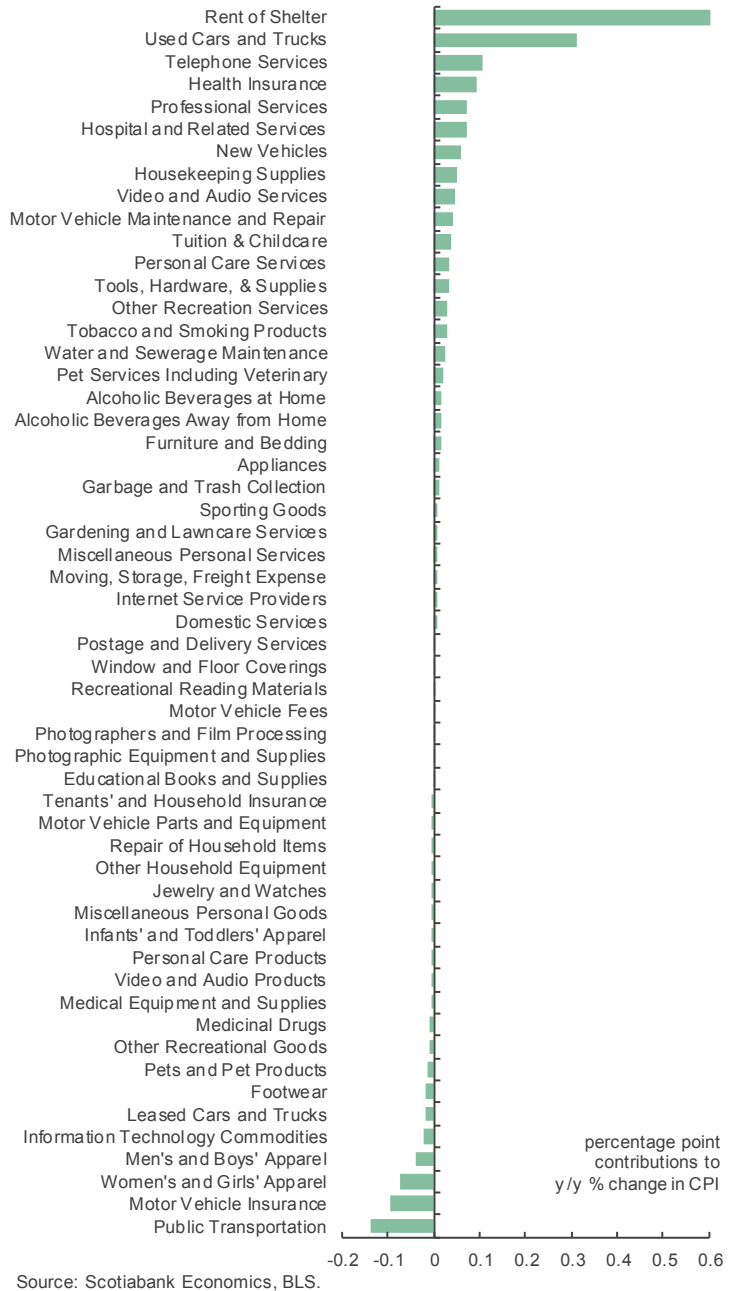 Rent of Shelter
Used Cars and Trucks
Telephone Services
Health Insurance
Professional Services
Hospital and Related Services
New Vehicles
Housekeeping Supplies
Video and Audio Services
Motor Vehicle Maintenance and Repair
Tuition & Childcare
Personal Care Services
Tools, Hardware, & Supplies
Other Recreation Services
Tobacco and Smoking Products
Water and Sewerage Maintenance
Pet Services Including Veterinary
Alcoholic Beverages at Home
Alcoholic Beverages Away from Home
Furniture and Bedding
Appliances
Garbage and Trash Collection
Sporting Goods
Gardening and Lawncare Services
Miscellaneous Personal Services
Moving, Storage, Freight Expense
Internet Service Providers
Domestic Services
Postage and Delivery Services
Window and Floor Coverings
Recreational Reading Materials
Motor Vehicle Fees
Photographers and Film Processing
Photographic Equipment and Supplies
Educational Books and Supplies
Tenants' and Household Insurance
Motor Vehicle Parts and Equipment
Repair of Household Items
Other Household Equipment
Jewelry and Watches
Miscellaneous Personal Goods
Infants' and Toddlers' Apparel
Personal Care Products
Video and Audio Products
Medical Equipment and Supplies
Medicinal Drugs
Other Recreational Goods
Pets and Pet Products
Footwear
Leased Cars and Trucks
Information Technology Commodities
Men's and Boys' Apparel
Women's and Girls' Apparel
Motor Vehicle Insurance
Public Transportation
percentage point
contributions to
y/y % change in CPI
-0.2 -0.1 0 0.1 0.2 0.3 0.4 0.5 0.6
Source: Scotiabank Economics, BLS.